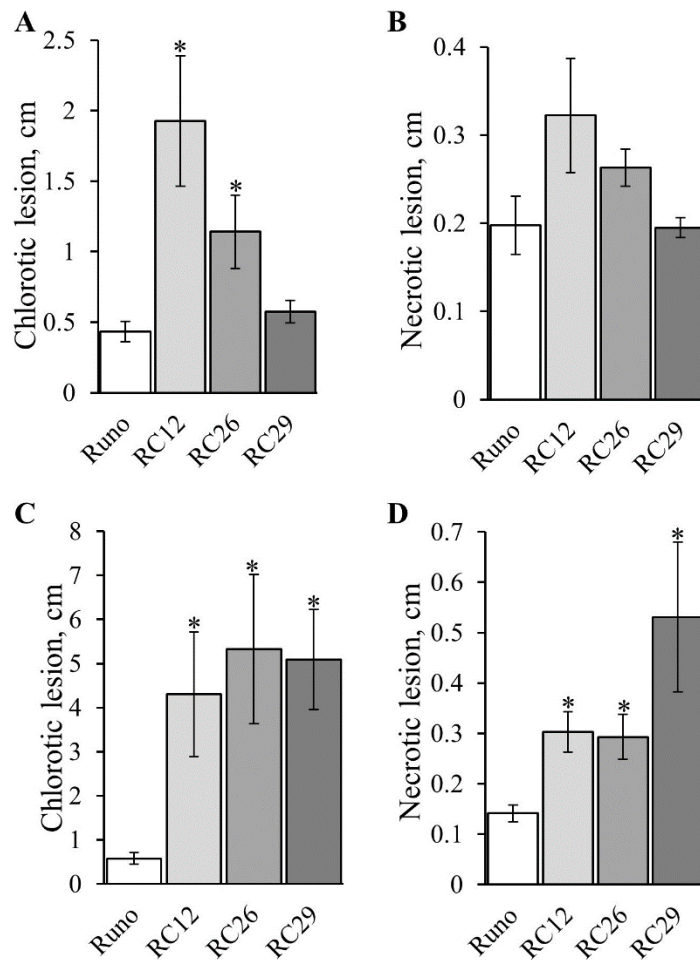 A
Chlorotic lesion, cm
2.5
2
1.5
1
0.5
0
*
*
Runo
RC12
RC26
RC29
B
Necrotic lesion, cm
0.4
0.3
0.2
0.1
0
Runo
RC12
RC26
RC29
C
Chlorotic lesion, cm
8
7
6
5
4
3
2
1
0
*
*
*
Runo
RC12
RC26
RC29
D
Necrotic lesion, cm
0.7
0.6
0.5
0.4
0.3
0.2
0.1
0
*
*
*
Runo
RC12
RC26
RC29